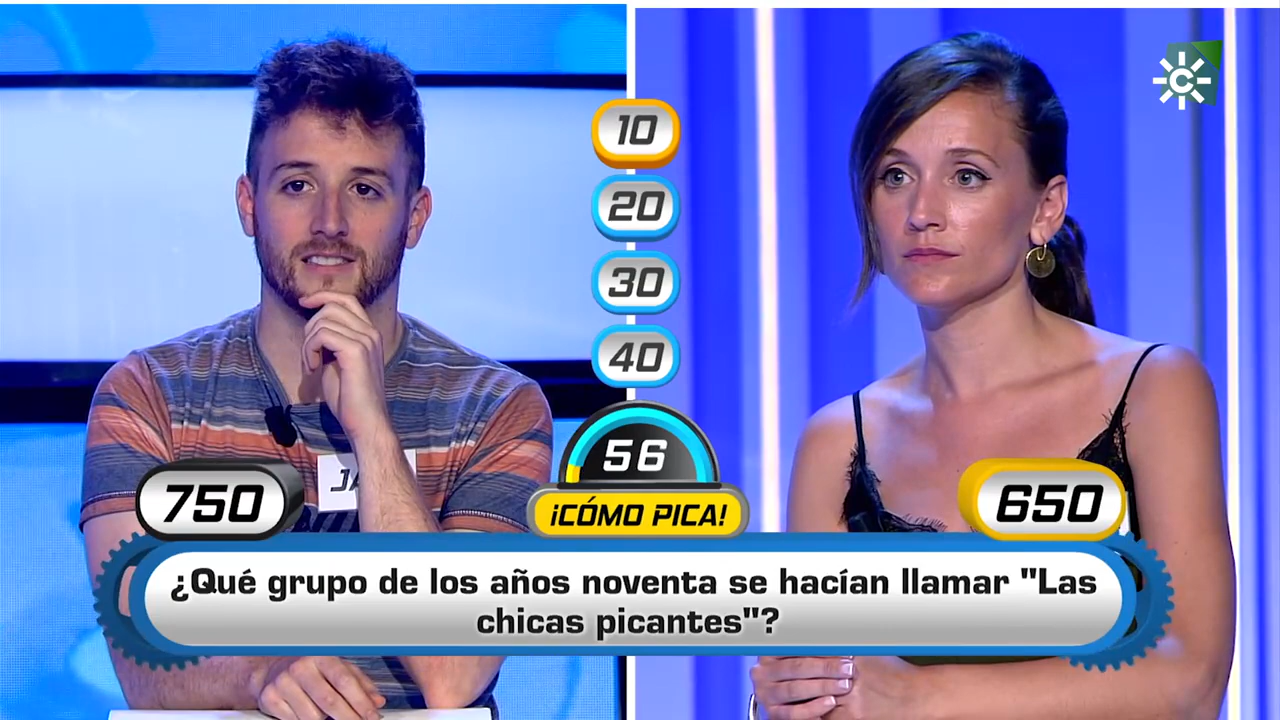 10
20
30
40
56
¡CÓMO PICA!
750
650
JA
¿Qué grupo de los años noventa se hacían llamar "Las
chicas picantes"?